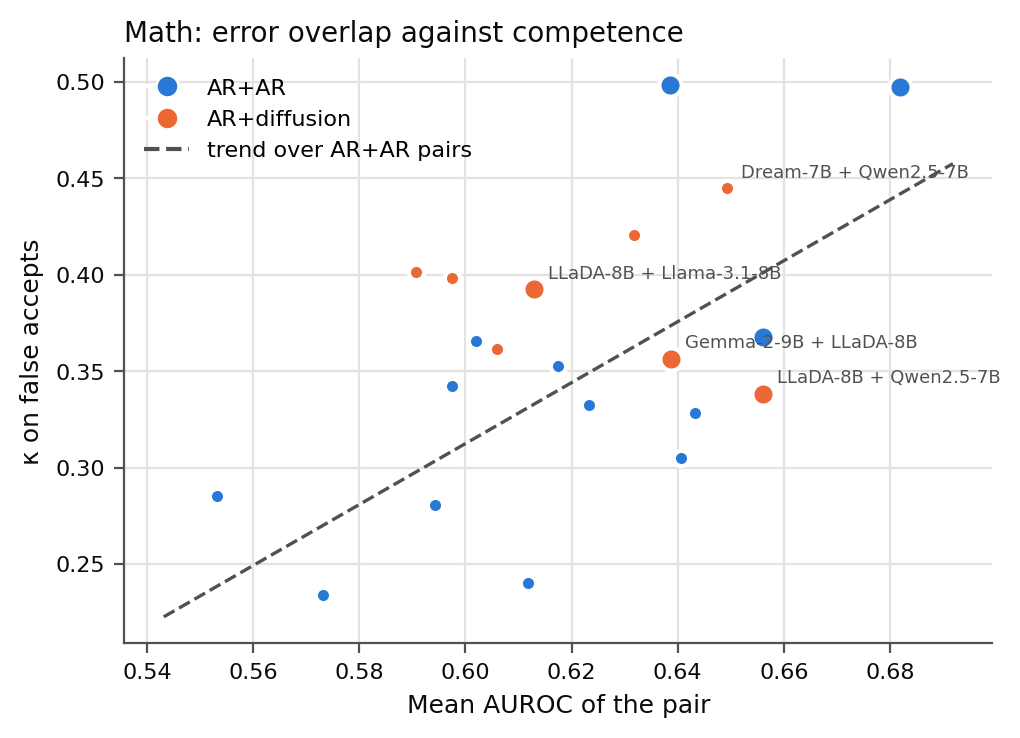 Math: error overlap against competence
AR+AR
AR+diffusion
trend over AR+AR pairs
0.50
0.45
0.40
0.35
0.30
0.25
κ on false accepts
Dream-7B + Qwen2.5-7B
LLaDA-8B + Llama-3.1-8B
Gemma-2-9B + LLaDA-8B
LLaDA-8B + Qwen2.5-7B
0.54 0.56 0.58 0.60 0.62 0.64 0.66 0.68
Mean AUROC of the pair